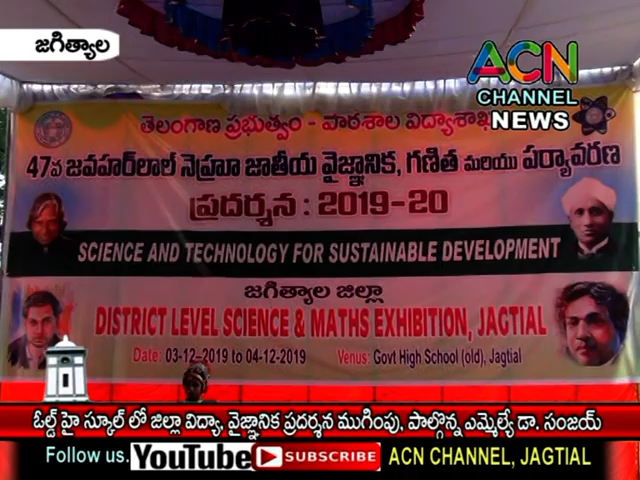 జగిత్యాల
ACN
CHANNEL
NEWS
తెలంగాణ ప్రభుత్వం - పాఠశాల విద్యాశాఖ
47వ జవహర్‌లాల్ నెహ్రూ జాతీయ వైజ్ఞానిక, గణిత మరియు పర్యావరణ
ప్రదర్శన : 2019-20
SCIENCE AND TECHNOLOGY FOR SUSTAINABLE DEVELOPMENT
జగిత్యాల జిల్లా
DISTRICT LEVEL SCIENCE & MATHS EXHIBITION, JAGTIAL
Date: 03-12-2019 to 04-12-2019 Venue: Govt High School (old), Jagtial
ఓల్డ్ హై స్కూల్ లో జిల్లా విద్యా, వైజ్ఞానిక ప్రదర్శన ముగింపు. పాల్గొన్న ఎమ్మెల్యే డా. సంజయ్
Follow us. YouTube SUBSCRIBE ACN CHANNEL, JAGTIAL